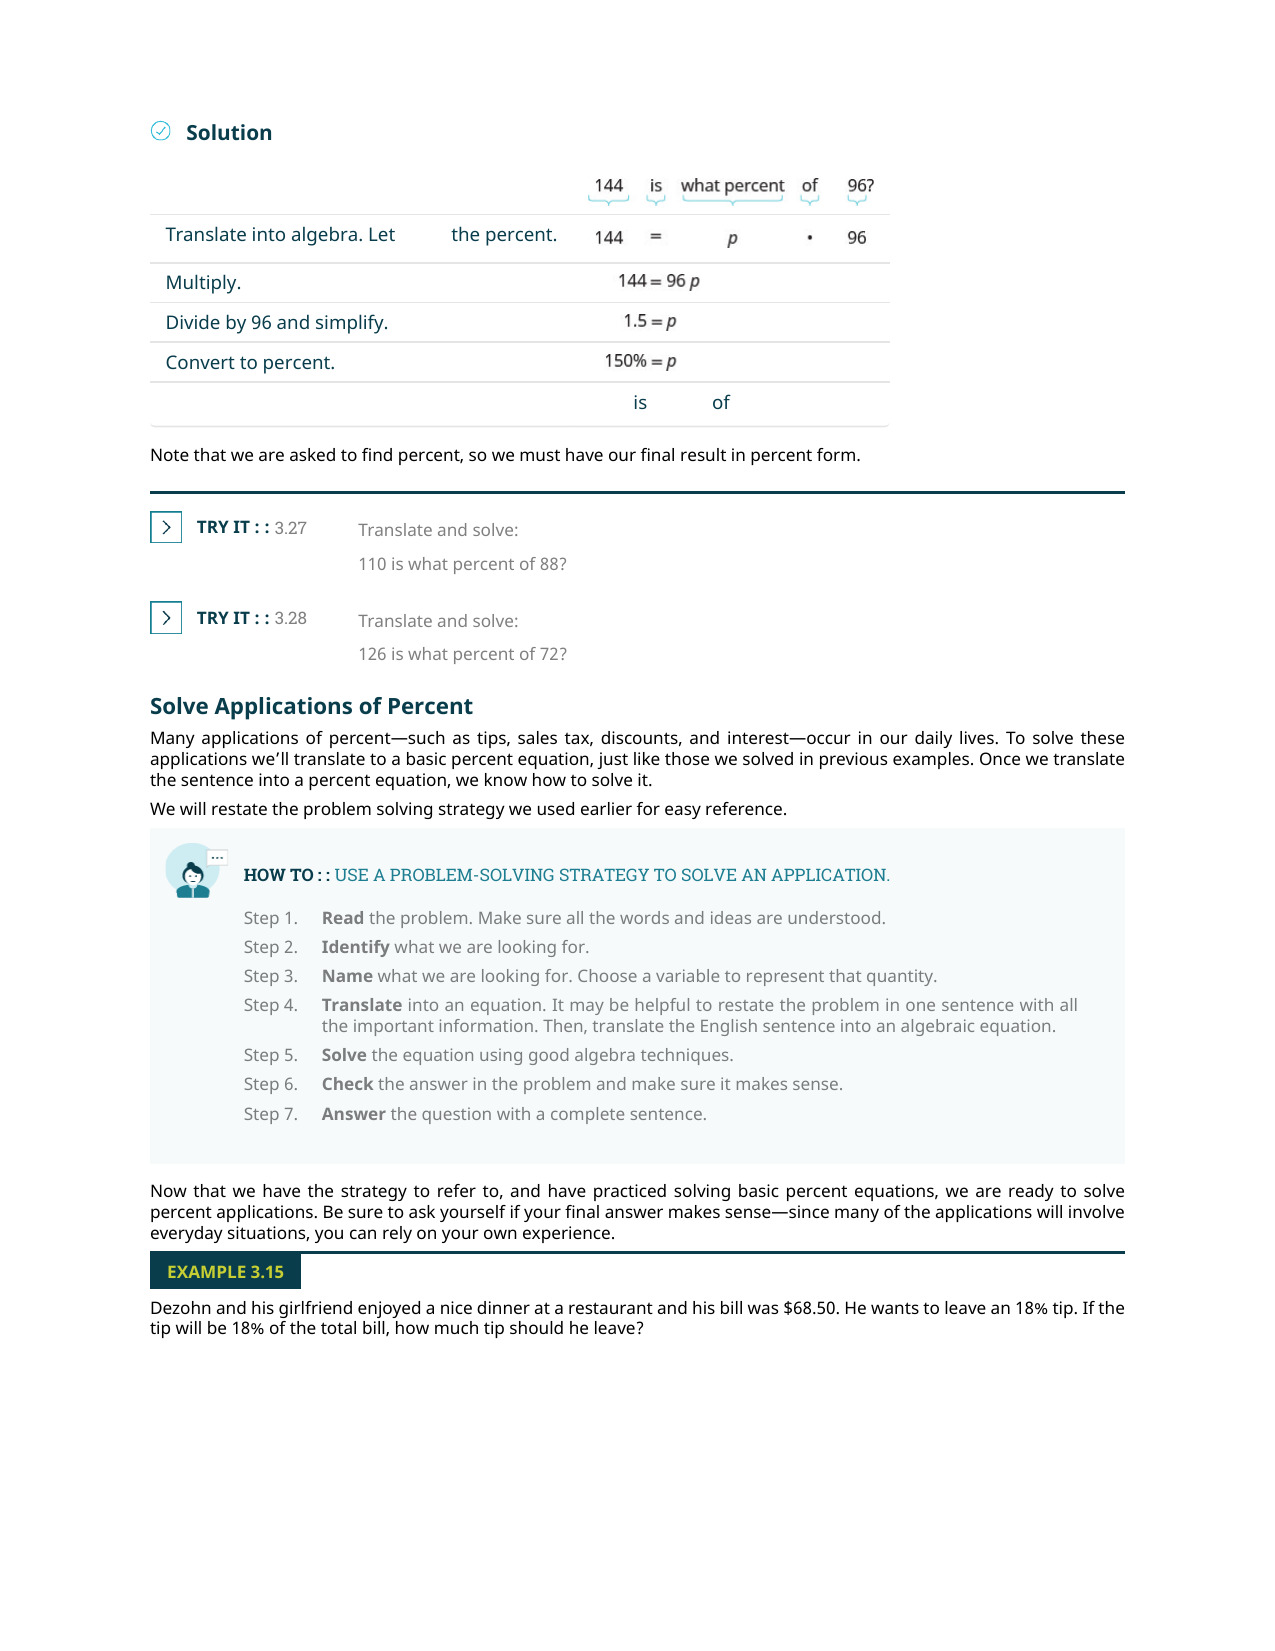 Solution
144 is what percent of 96?
Translate into algebra. Let the percent. 144 = p • 96
Multiply. 144 = 96 p
Divide by 96 and simplify. 1.5 = p
Convert to percent. 150% = p
is of
Note that we are asked to find percent, so we must have our final result in percent form.
TRY IT : : 3.27 Translate and solve:
110 is what percent of 88?
TRY IT : : 3.28 Translate and solve:
126 is what percent of 72?
Solve Applications of Percent
Many applications of percent—such as tips, sales tax, discounts, and interest—occur in our daily lives. To solve these
applications we’ll translate to a basic percent equation, just like those we solved in previous examples. Once we translate
the sentence into a percent equation, we know how to solve it.
We will restate the problem solving strategy we used earlier for easy reference.
HOW TO : : USE A PROBLEM-SOLVING STRATEGY TO SOLVE AN APPLICATION.
Step 1. Read the problem. Make sure all the words and ideas are understood.
Step 2. Identify what we are looking for.
Step 3. Name what we are looking for. Choose a variable to represent that quantity.
Step 4. Translate into an equation. It may be helpful to restate the problem in one sentence with all
the important information. Then, translate the English sentence into an algebraic equation.
Step 5. Solve the equation using good algebra techniques.
Step 6. Check the answer in the problem and make sure it makes sense.
Step 7. Answer the question with a complete sentence.
Now that we have the strategy to refer to, and have practiced solving basic percent equations, we are ready to solve
percent applications. Be sure to ask yourself if your final answer makes sense—since many of the applications will involve
everyday situations, you can rely on your own experience.
EXAMPLE 3.15
Dezohn and his girlfriend enjoyed a nice dinner at a restaurant and his bill was $68.50. He wants to leave an 18% tip. If the
tip will be 18% of the total bill, how much tip should he leave?